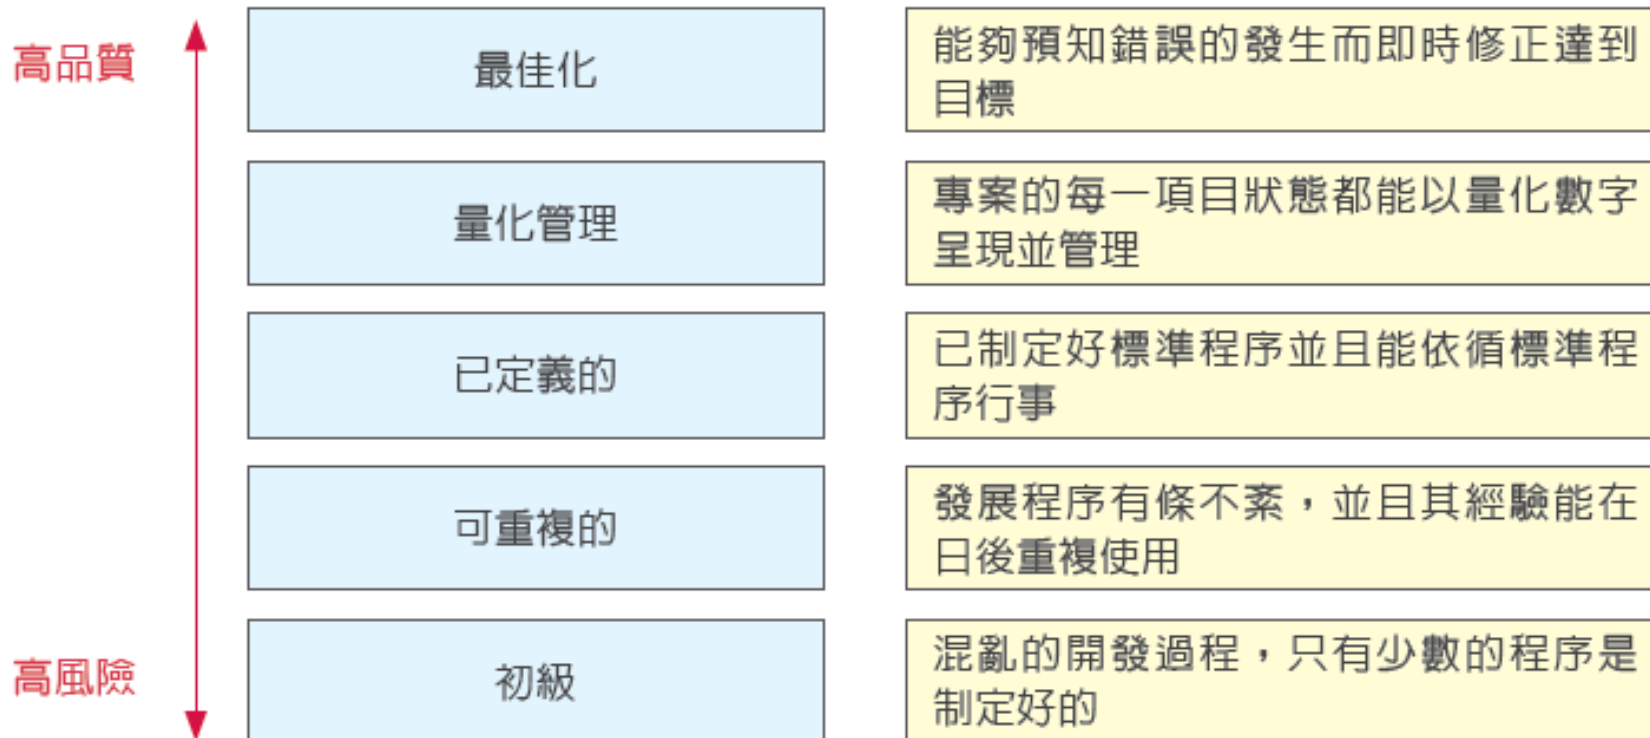 高品質
最佳化
能夠預知錯誤的發生而即時修正達到
目標
量化管理
專案的每一項目狀態都能以量化數字
呈現並管理
已定義的
已制定好標準程序並且能依循標準程
序行事
可重複的
發展程序有條不紊，並且其經驗能在
日後重複使用
高風險
初級
混亂的開發過程，只有少數的程序是
制定好的